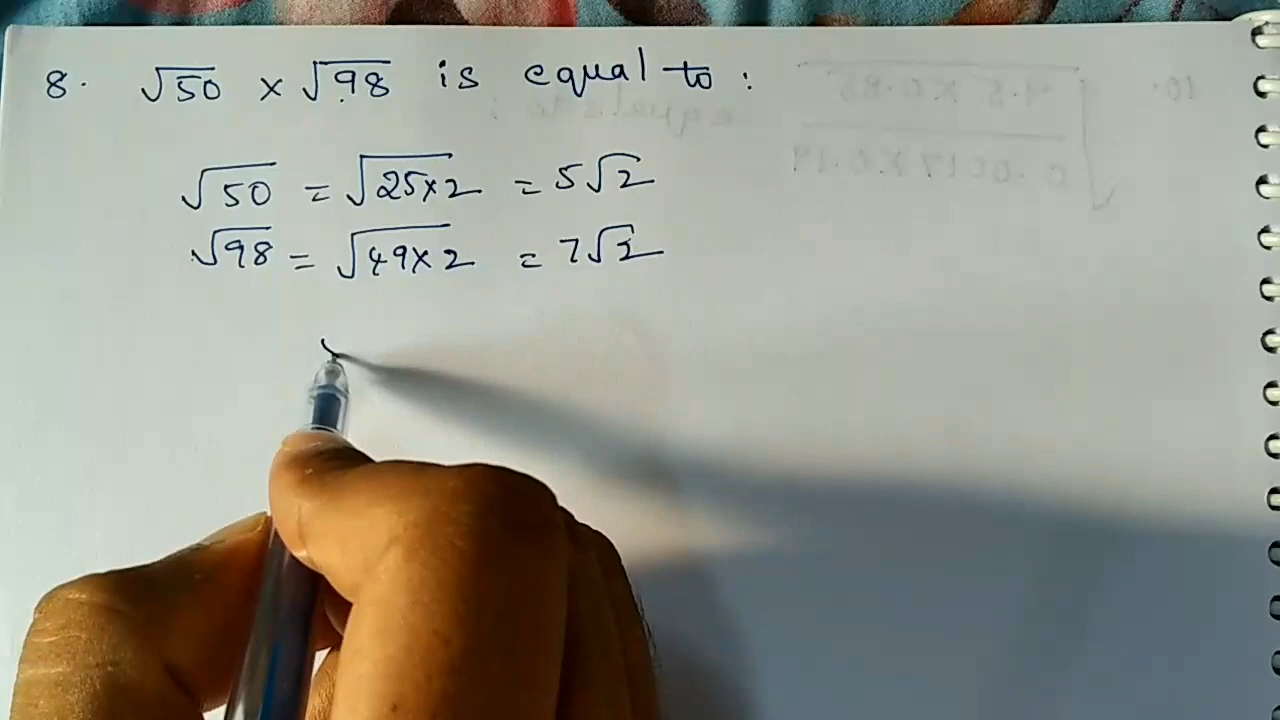 8. √50 × √98 is equal to :
√50 = √25×2 = 5√2
√98 = √49×2 = 7√2